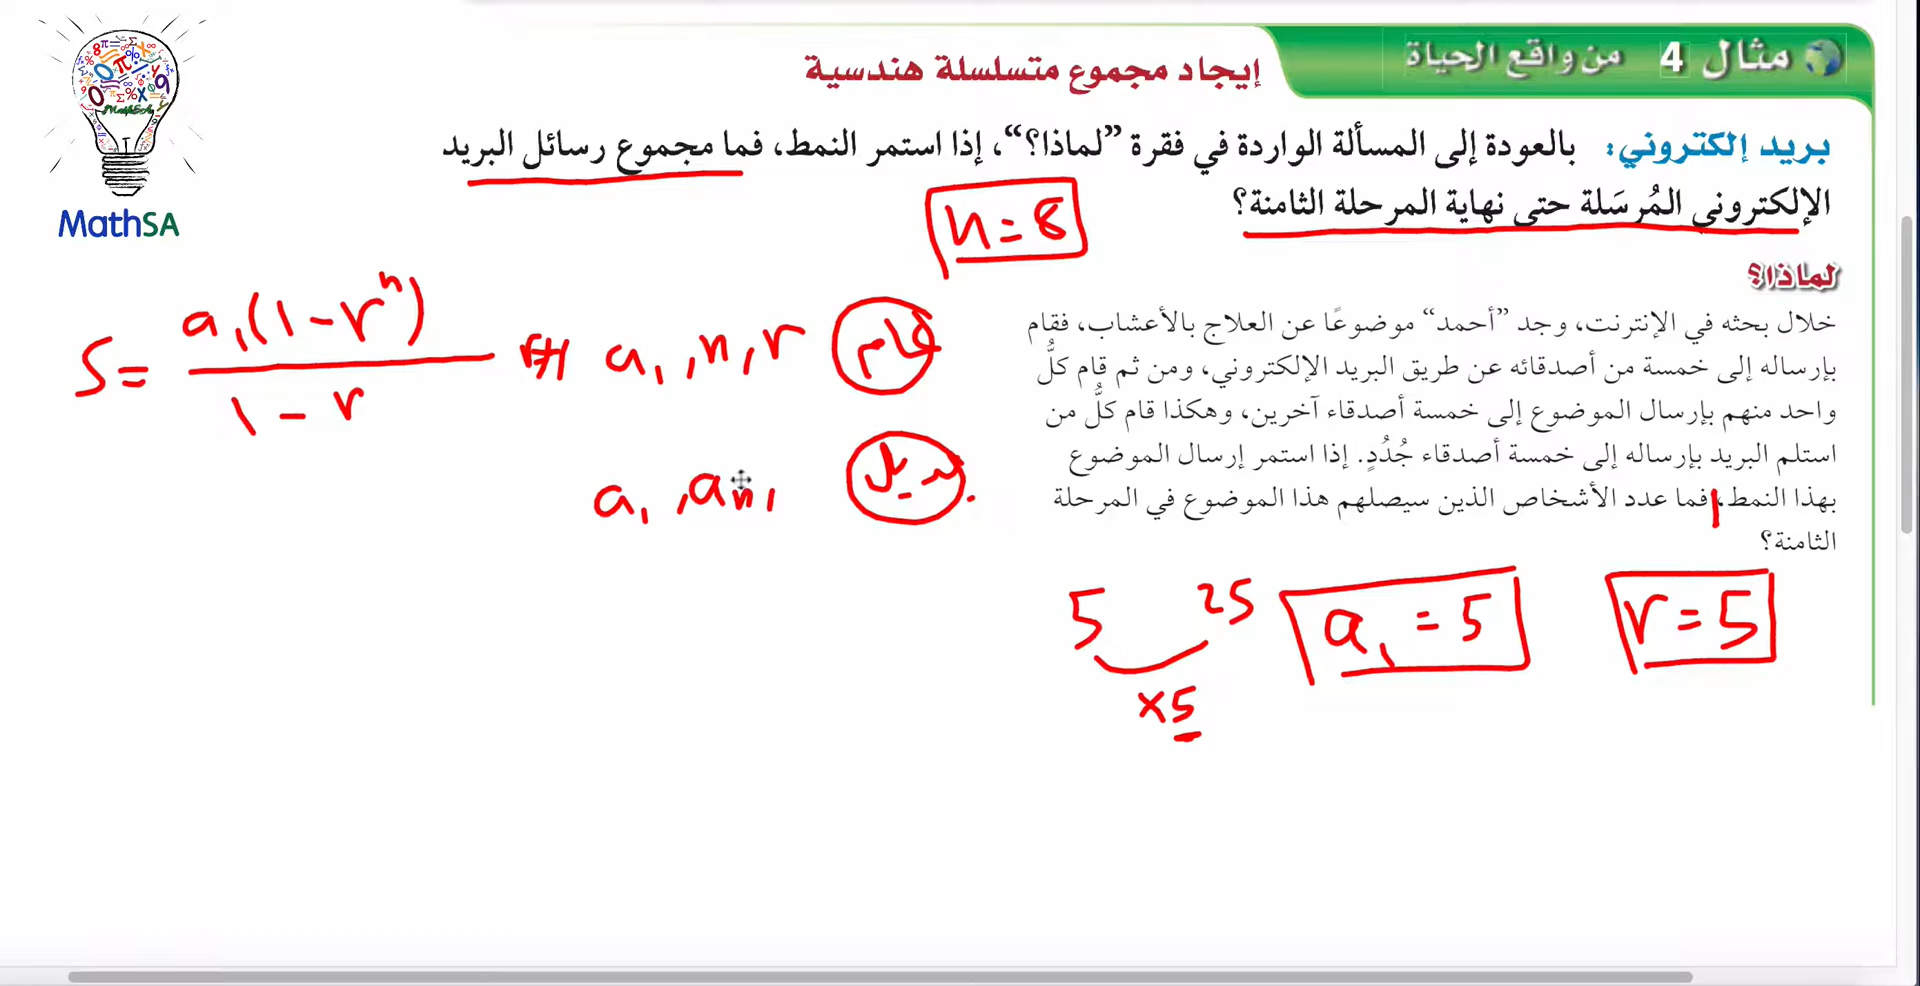 مثال 4 من واقع الحياة
إيجاد مجموع متسلسلة هندسية
بريد إلكتروني: بالعودة إلى المسألة الواردة في فقرة "لماذا؟"، إذا استمر النمط، فما مجموع رسائل البريد
الإلكتروني المُرسَلة حتى نهاية المرحلة الثامنة؟
n = 8
MathSA
لماذا؟
خلال بحثه في الإنترنت، وجد "أحمد" موضوعًا عن العلاج بالأعشاب، فقام
بإرساله إلى خمسة من أصدقائه عن طريق البريد الإلكتروني، ومن ثم قام كلُّ
واحد منهم بإرسال الموضوع إلى خمسة أصدقاء آخرين، وهكذا قام كلُّ من
استلم البريد بإرساله إلى خمسة أصدقاء جُدُدٍ. إذا استمر إرسال الموضوع
بهذا النمط، فما عدد الأشخاص الذين سيصلهم هذا الموضوع في المرحلة
الثامنة؟
S = a₁(1 - rⁿ) / 1 - r
a₁ , n , r عام
a₁ , aₙ , بديل
5 25
×5
a₁ = 5
r = 5